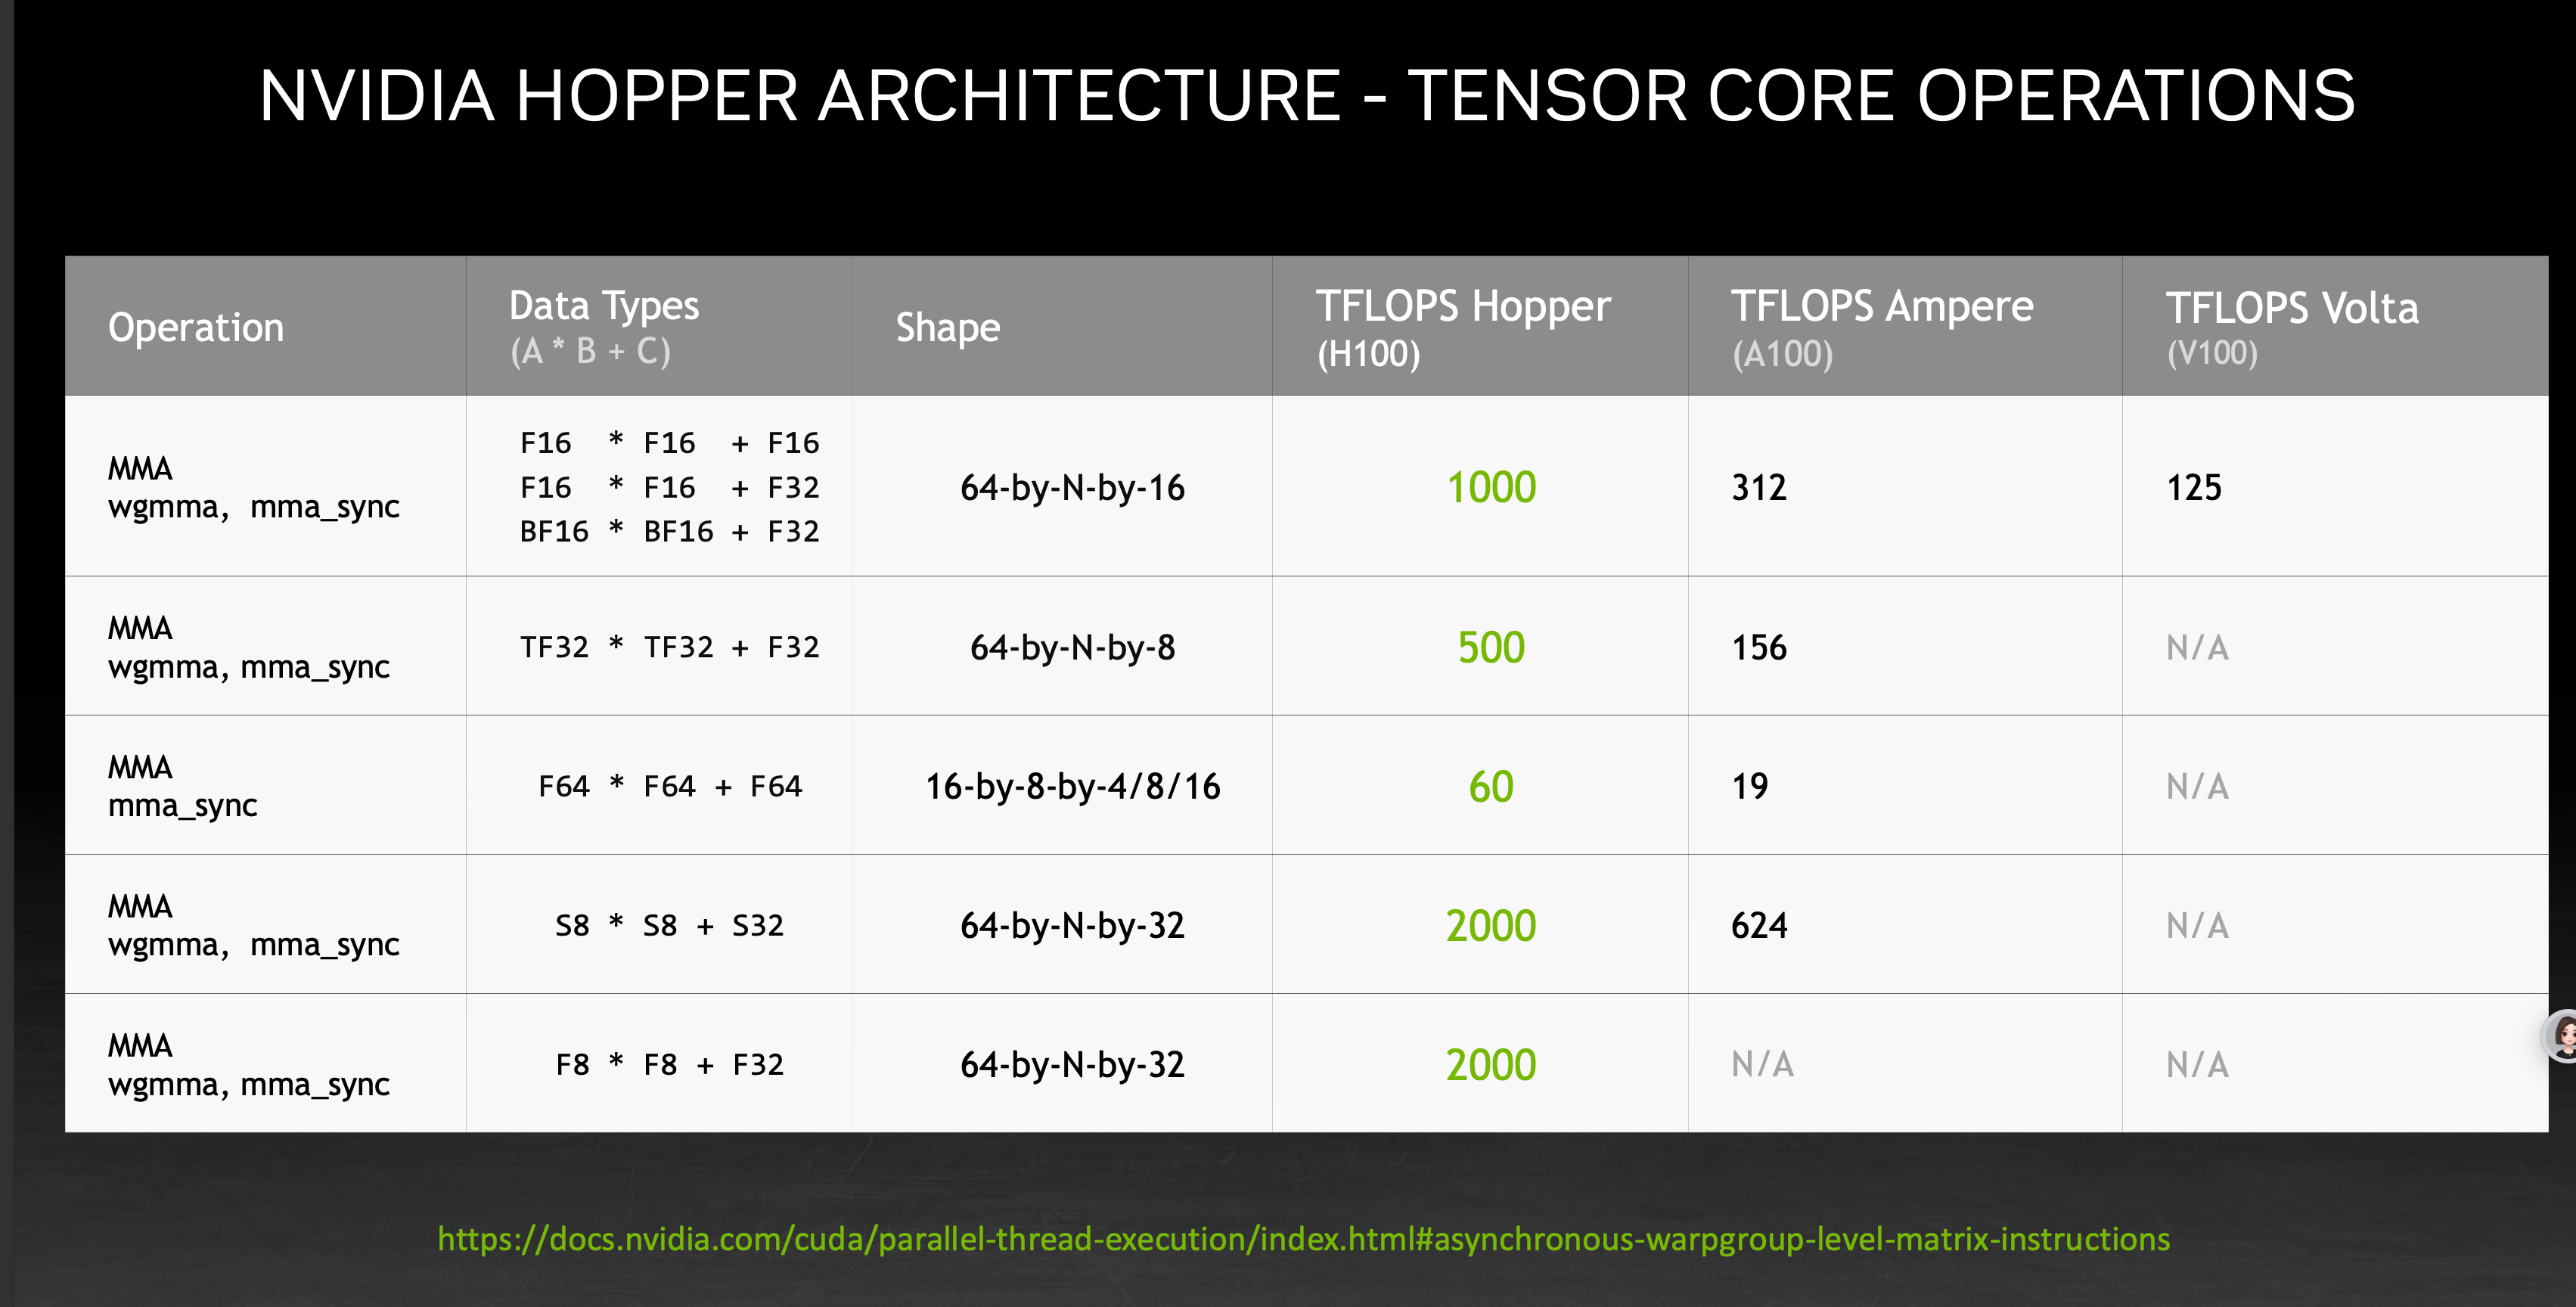 NVIDIA HOPPER ARCHITECTURE - TENSOR CORE OPERATIONS
Operation
Data Types
(A * B + C)
Shape
TFLOPS Hopper
(H100)
TFLOPS Ampere
(A100)
TFLOPS Volta
(V100)
MMA
wgmma, mma_sync
F16 * F16 + F16
F16 * F16 + F32
BF16 * BF16 + F32
64-by-N-by-16
1000
312
125
MMA
wgmma, mma_sync
TF32 * TF32 + F32
64-by-N-by-8
500
156
N/A
MMA
mma_sync
F64 * F64 + F64
16-by-8-by-4/8/16
60
19
N/A
MMA
wgmma, mma_sync
S8 * S8 + S32
64-by-N-by-32
2000
624
N/A
MMA
wgmma, mma_sync
F8 * F8 + F32
64-by-N-by-32
2000
N/A
N/A
https://docs.nvidia.com/cuda/parallel-thread-execution/index.html#asynchronous-warpgroup-level-matrix-instructions